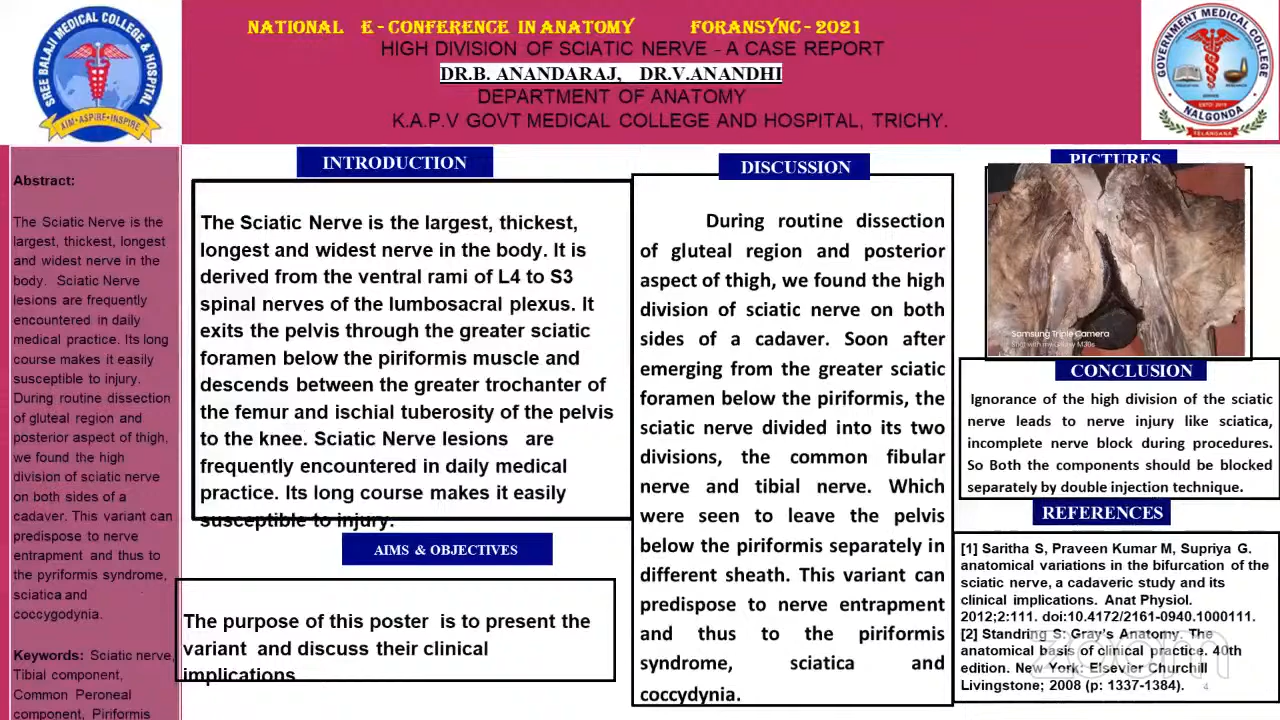 NATIONAL E - CONFERENCE IN ANATOMY FORANSYNC - 2021
HIGH DIVISION OF SCIATIC NERVE - A CASE REPORT
DR.B. ANANDARAJ, DR.V.ANANDHI
DEPARTMENT OF ANATOMY
K.A.P.V GOVT MEDICAL COLLEGE AND HOSPITAL, TRICHY.
SREE BALAJI MEDICAL COLLEGE & HOSPITAL
AIM-ASPIRE-INSPIRE
GOVERNMENT MEDICAL COLLEGE
NALGONDA
TELANGANA
Abstract:
The Sciatic Nerve is the
largest, thickest, longest
and widest nerve in the
body. Sciatic Nerve
lesions are frequently
encountered in daily
medical practice. Its long
course makes it easily
susceptible to injury.
During routine dissection
of gluteal region and
posterior aspect of thigh,
we found the high
division of sciatic nerve
on both sides of a
cadaver. This variant can
predispose to nerve
entrapment and thus to
the pyriformis syndrome,
sciatica and
coccygodynia.
Keywords: Sciatic nerve,
Tibial component,
Common Peroneal
component, Piriformis
INTRODUCTION
The Sciatic Nerve is the largest, thickest,
longest and widest nerve in the body. It is
derived from the ventral rami of L4 to S3
spinal nerves of the lumbosacral plexus. It
exits the pelvis through the greater sciatic
foramen below the piriformis muscle and
descends between the greater trochanter of
the femur and ischial tuberosity of the pelvis
to the knee. Sciatic Nerve lesions are
frequently encountered in daily medical
practice. Its long course makes it easily
susceptible to injury.
AIMS & OBJECTIVES
The purpose of this poster is to present the
variant and discuss their clinical
implications
DISCUSSION
During routine dissection
of gluteal region and posterior
aspect of thigh, we found the high
division of sciatic nerve on both
sides of a cadaver. Soon after
emerging from the greater sciatic
foramen below the piriformis, the
sciatic nerve divided into its two
divisions, the common fibular
nerve and tibial nerve. Which
were seen to leave the pelvis
below the piriformis separately in
different sheath. This variant can
predispose to nerve entrapment
and thus to the piriformis
syndrome, sciatica and
coccydynia.
PICTURES
Samsung Triple Camera
Shot with my Galaxy M30s
CONCLUSION
Ignorance of the high division of the sciatic
nerve leads to nerve injury like sciatica,
incomplete nerve block during procedures.
So Both the components should be blocked
separately by double injection technique.
REFERENCES
[1] Saritha S, Praveen Kumar M, Supriya G.
anatomical variations in the bifurcation of the
sciatic nerve, a cadaveric study and its
clinical implications. Anat Physiol.
2012;2:111. doi:10.4172/2161-0940.1000111.
[2] Standring S: Gray's Anatomy. The
anatomical basis of clinical practice. 40th
edition. New York: Elsevier Churchill
Livingstone; 2008 (p: 1337-1384).
4
zoom